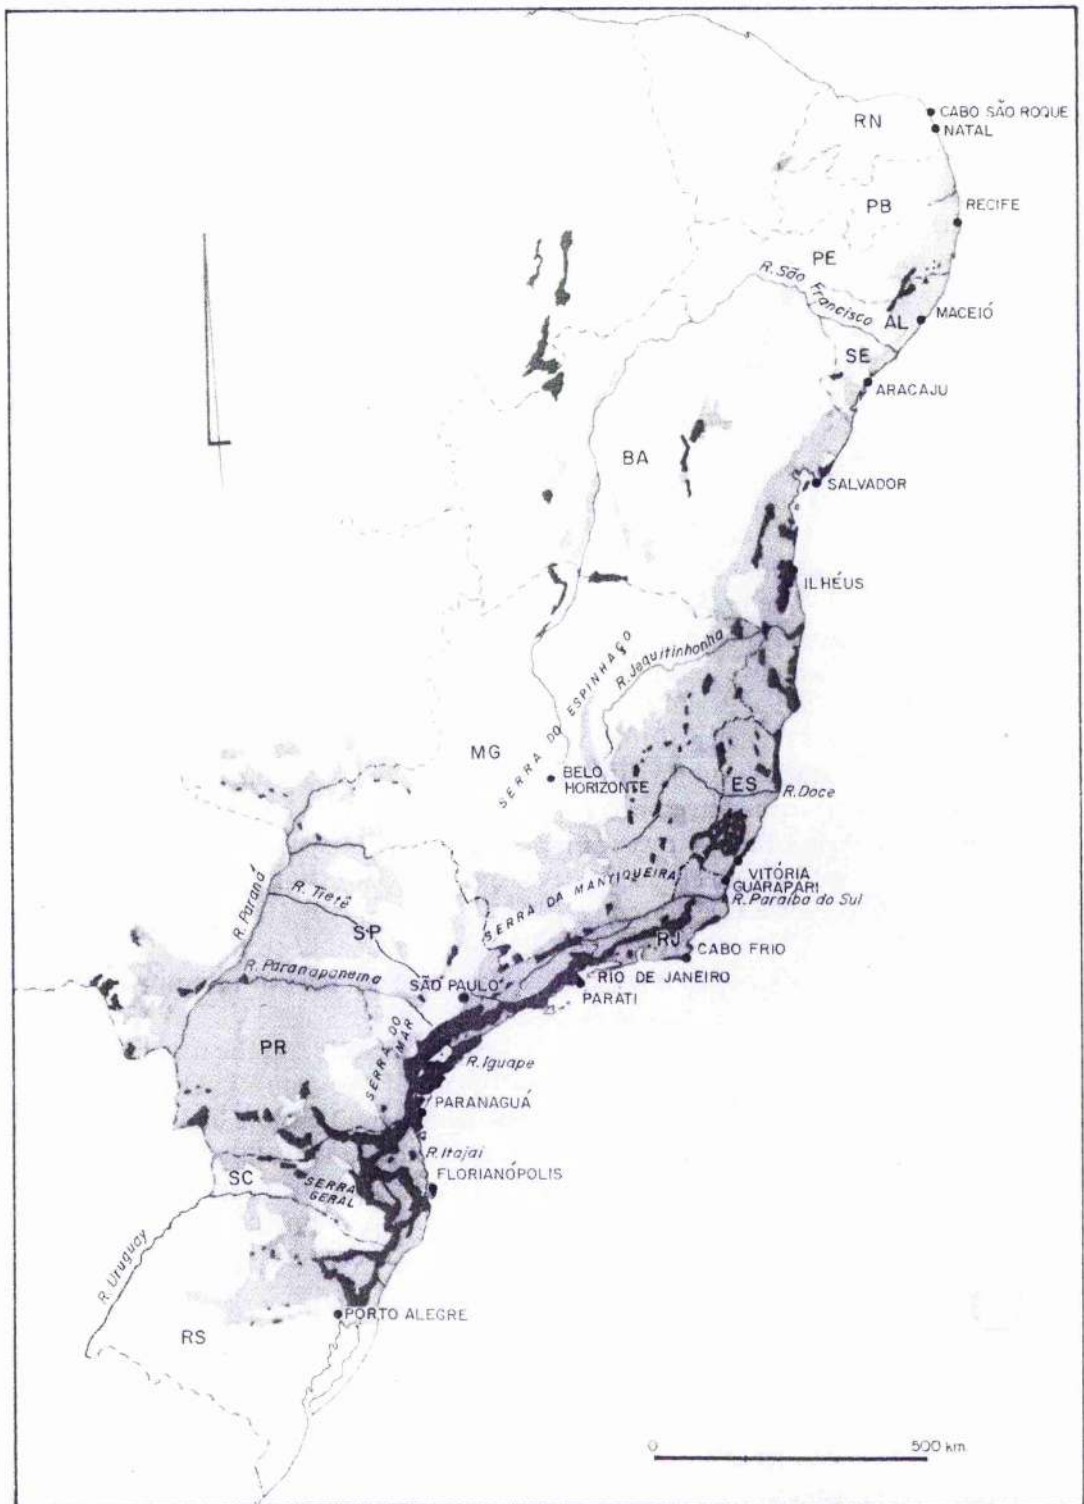 CABO SÃO ROQUE
RN
NATAL
PB
RECIFE
PE
R. São Francisco
AL
MACEIÓ
SE
ARACAJU
BA
SALVADOR
ILHÉUS
R. Jequitinhonha
SERRA DO ESPINHAÇO
MG
BELO
HORIZONTE
ES
R. Doce
R. Paraná
R. Tietê
SERRA DA MANTIQUEIRA
VITÓRIA
GUARAPARI
R. Paraíba do Sul
SP
RJ
CABO FRIO
R. Paranapanema
SÃO PAULO
RIO DE JANEIRO
PARATI
PR
SERRA DO
MAR
R. Iguape
PARANAGUÁ
R. Itajaí
FLORIANÓPOLIS
SC
SERRA
GERAL
R. Uruguay
PORTO ALEGRE
RS
0 500 km